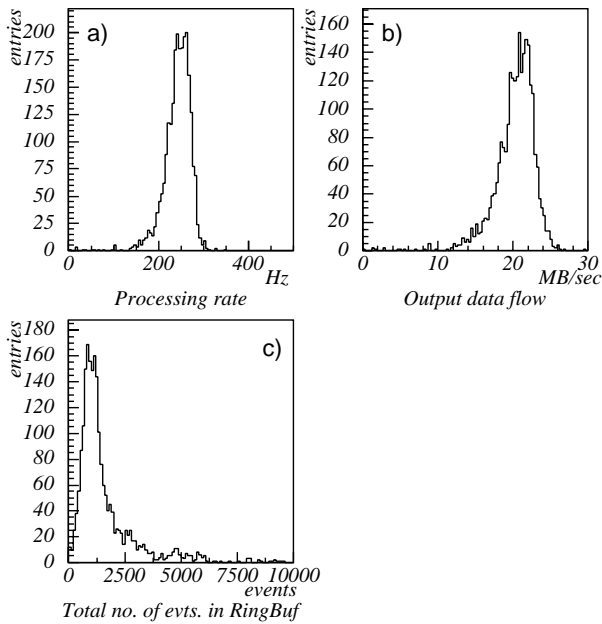 a)
entries
200
175
150
125
100
75
50
25
0
0 200 400
Hz
Processing rate
b)
entries
160
140
120
100
80
60
40
20
0
0 10 20 30
MB/sec
Output data flow
c)
entries
180
160
140
120
100
80
60
40
20
0
0 2500 5000 7500 10000
events
Total no. of evts. in RingBuf